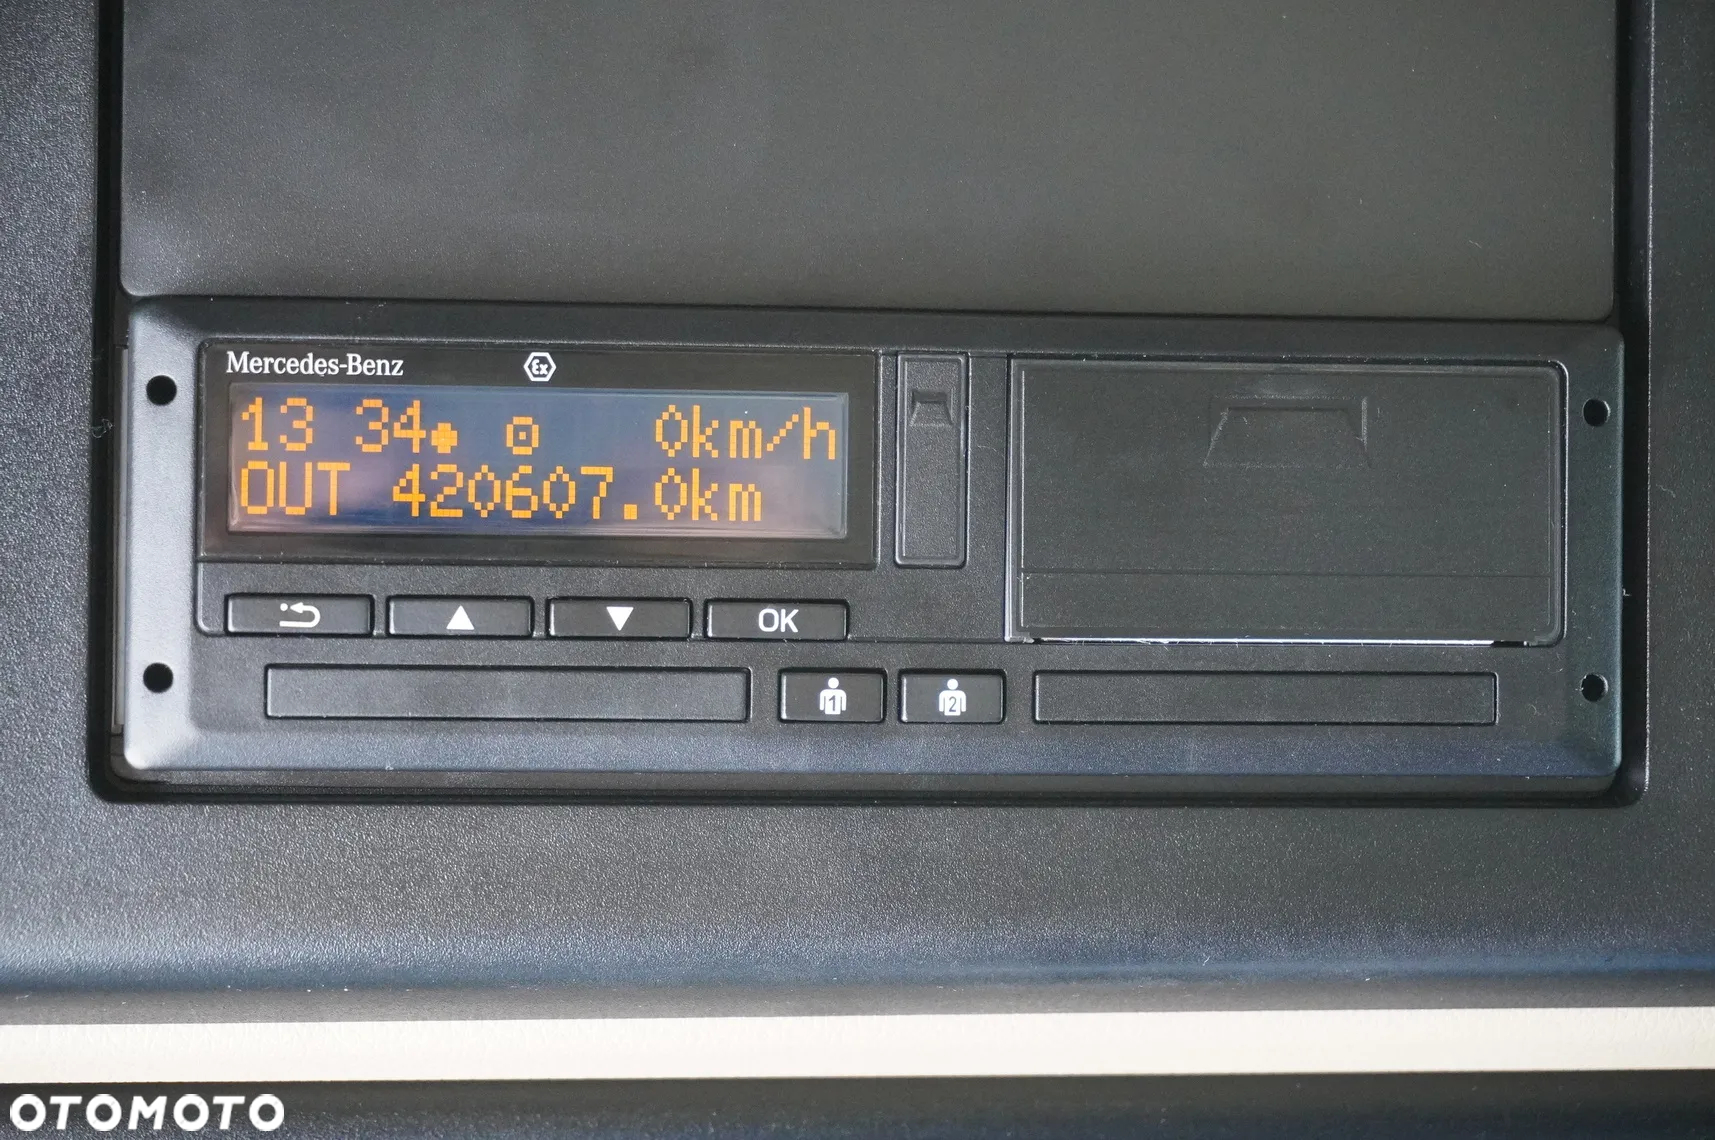 Mercedes-Benz Ex
13 34 0km/h
OUT 420607.0km
OK
1 2
OTOMOTO